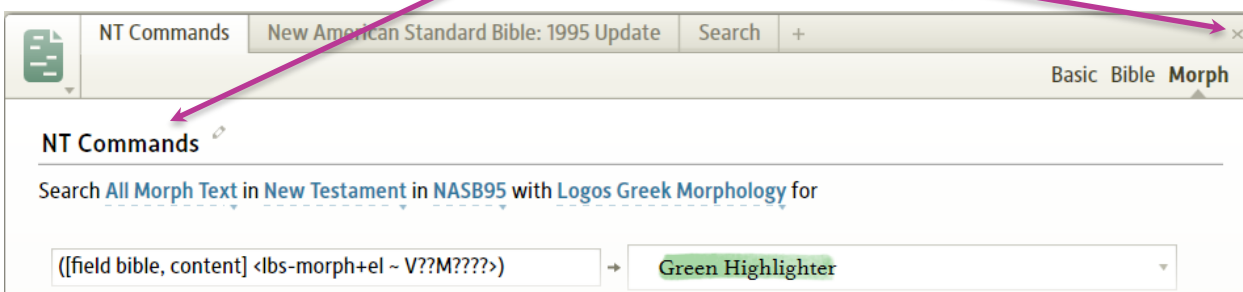 NT Commands New American Standard Bible: 1995 Update Search +
Basic Bible Morph
NT Commands
Search All Morph Text in New Testament in NASB95 with Logos Greek Morphology for
([field bible, content] <lbs-morph+el ~ V??M????>) → Green Highlighter